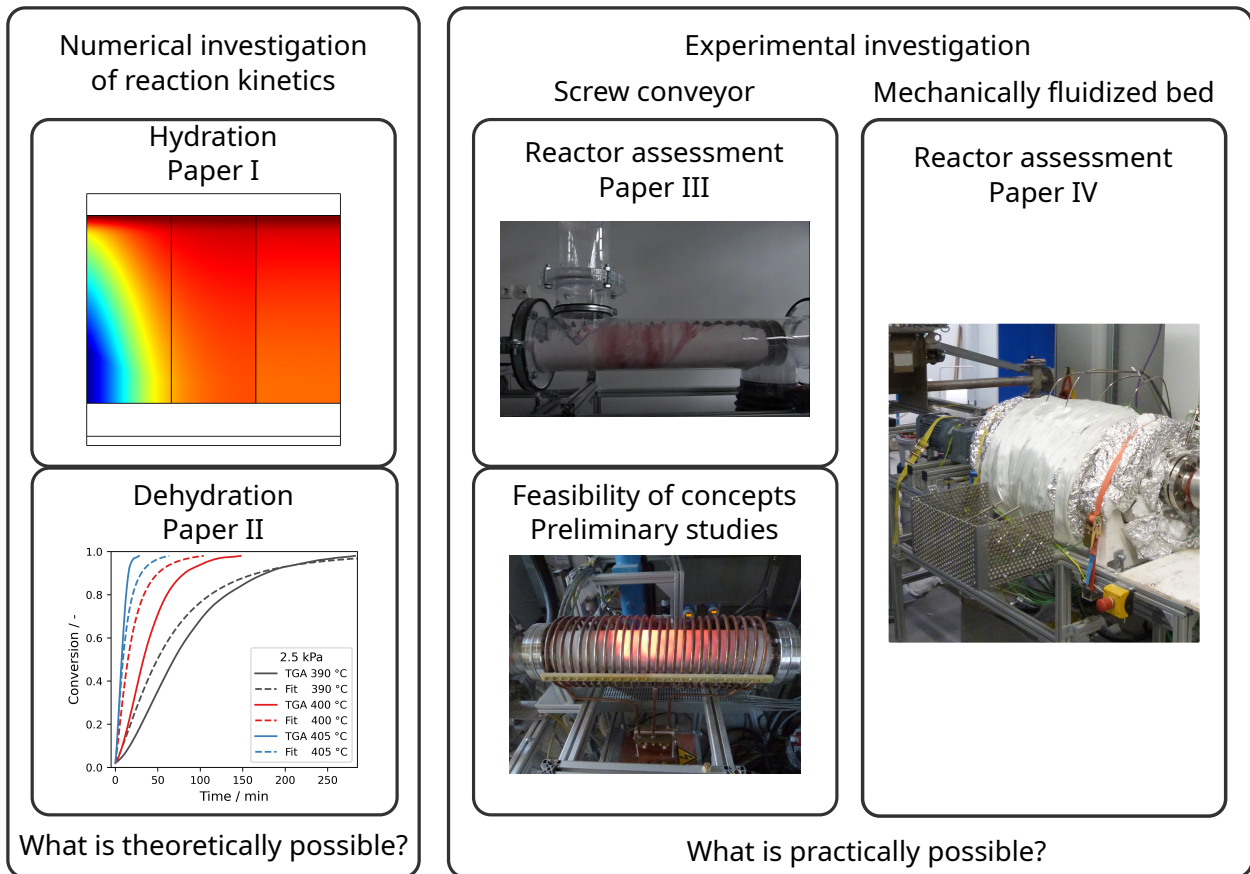 Numerical investigation
of reaction kinetics
Hydration
Paper I
Dehydration
Paper II
1.0
0.8
0.6
0.4
0.2
0.0
Conversion / -
2.5 kPa
TGA 390 °C
Fit 390 °C
TGA 400 °C
Fit 400 °C
TGA 405 °C
Fit 405 °C
0 50 100 150 200 250
Time / min
What is theoretically possible?
Experimental investigation
Screw conveyor
Reactor assessment
Paper III
Feasibility of concepts
Preliminary studies
Mechanically fluidized bed
Reactor assessment
Paper IV
What is practically possible?